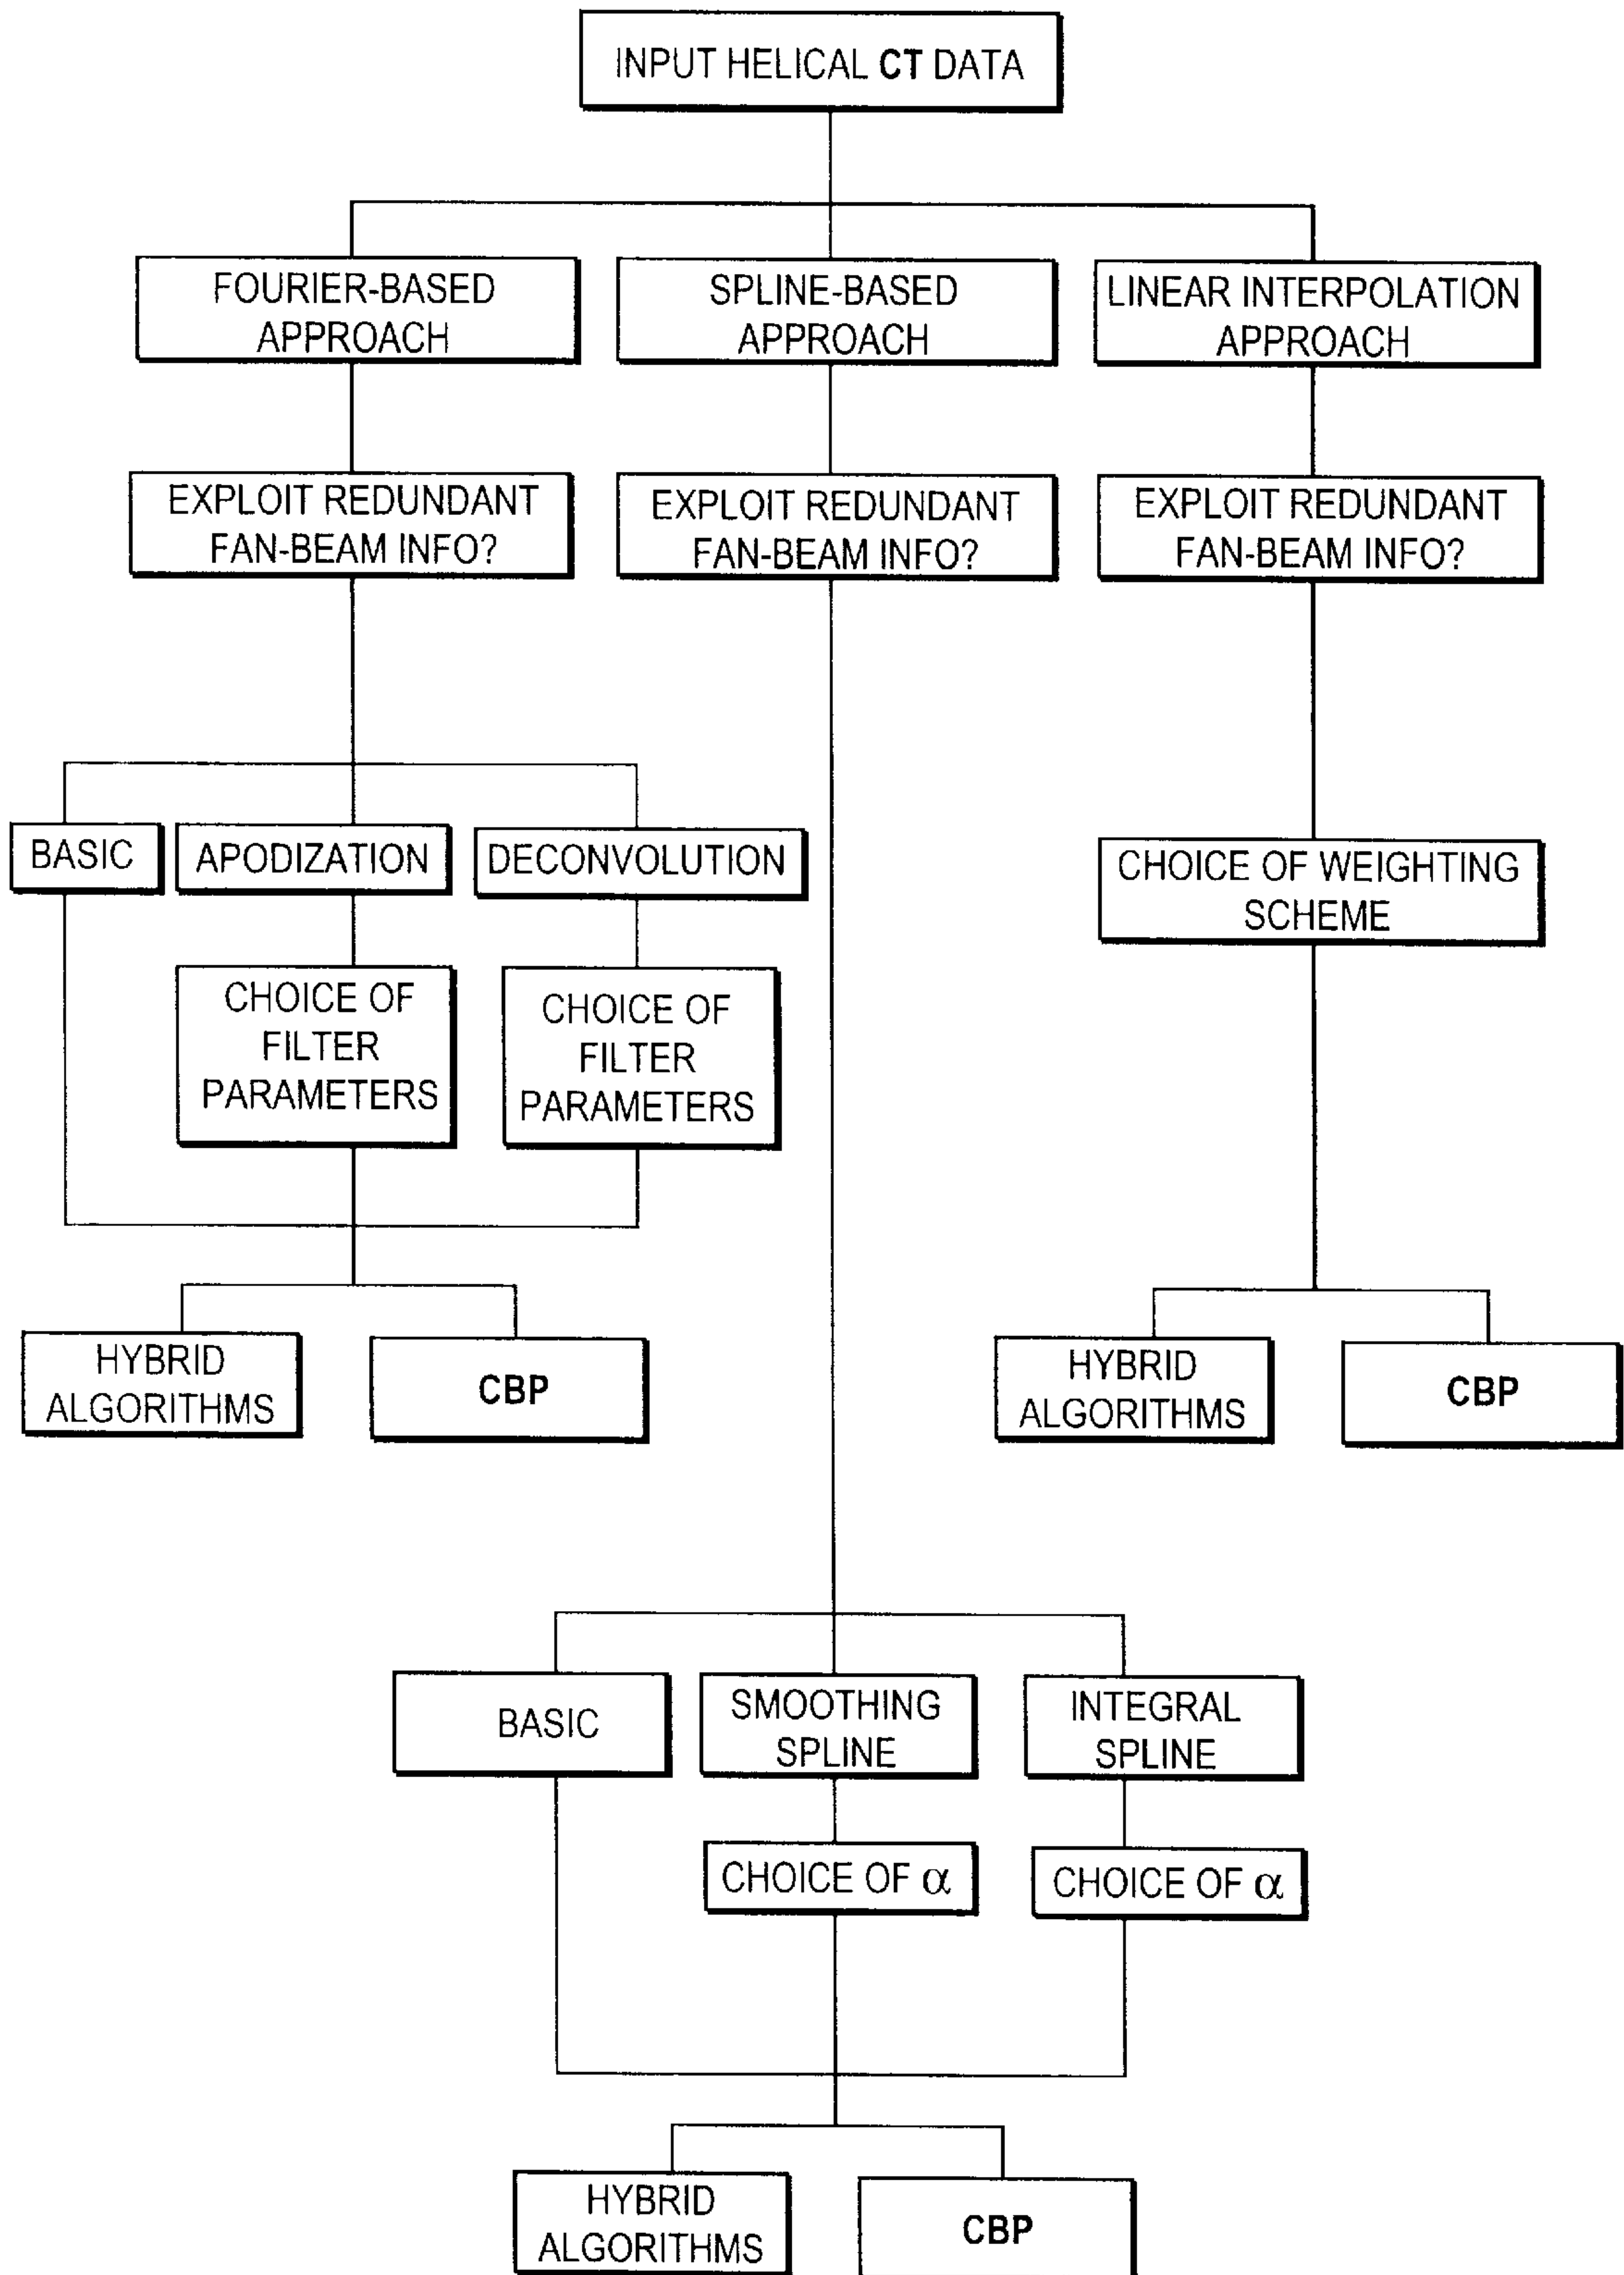 INPUT HELICAL CT DATA
FOURIER-BASED
APPROACH
SPLINE-BASED
APPROACH
LINEAR INTERPOLATION
APPROACH
EXPLOIT REDUNDANT
FAN-BEAM INFO?
EXPLOIT REDUNDANT
FAN-BEAM INFO?
EXPLOIT REDUNDANT
FAN-BEAM INFO?
BASIC
APODIZATION
DECONVOLUTION
CHOICE OF WEIGHTING
SCHEME
CHOICE OF
FILTER
PARAMETERS
CHOICE OF
FILTER
PARAMETERS
HYBRID
ALGORITHMS
CBP
HYBRID
ALGORITHMS
CBP
BASIC
SMOOTHING
SPLINE
INTEGRAL
SPLINE
CHOICE OF α
CHOICE OF α
HYBRID
ALGORITHMS
CBP